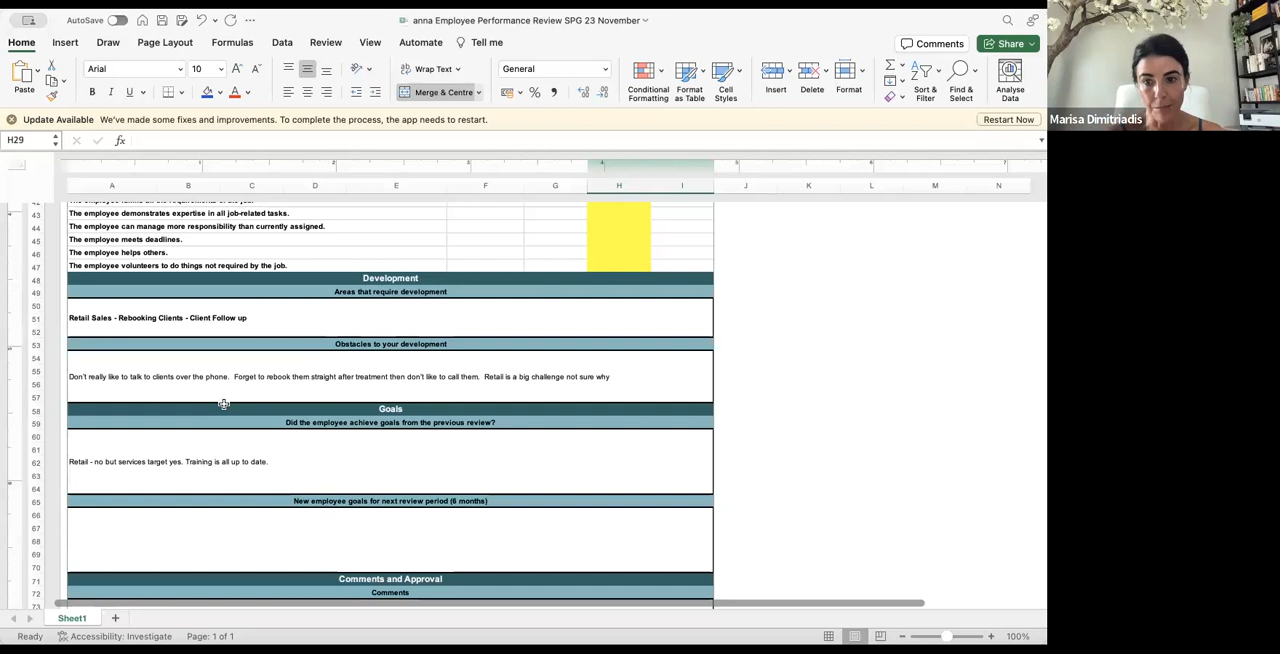 AutoSave
anna Employee Performance Review SPG 23 November
Home Insert Draw Page Layout Formulas Data Review View Automate Tell me
Comments Share
Paste
Arial 10
B I U A
Wrap Text
Merge & Centre
General
Conditional Formatting
Format as Table
Cell Styles
Insert Delete Format
Sort & Filter
Find & Select
Analyse Data
Update Available We've made some fixes and improvements. To complete the process, the app needs to restart. Restart Now
Marisa Dimitriadis
H29 fx
1 2 3 4 5 6 7
A B C D E F G H I J K L M N
43 The employee demonstrates expertise in all job-related tasks.
44 The employee can manage more responsibility than currently assigned.
45 The employee meets deadlines.
46 The employee helps others.
47 The employee volunteers to do things not required by the job.
48 Development
49 Areas that require development
50
51 Retail Sales - Rebooking Clients - Client Follow up
52
53 Obstacles to your development
54
55 Don't really like to talk to clients over the phone. Forget to rebook them straight after treatment then don't like to call them. Retail is a big challenge not sure why
56
57
58 Goals
59 Did the employee achieve goals from the previous review?
60
61
62 Retail - no but services target yes. Training is all up to date.
63
64
65 New employee goals for next review period (6 months)
66
67
68
69
70
71 Comments and Approval
72 Comments
73
Sheet1
Ready Accessibility: Investigate Page: 1 of 1 100%